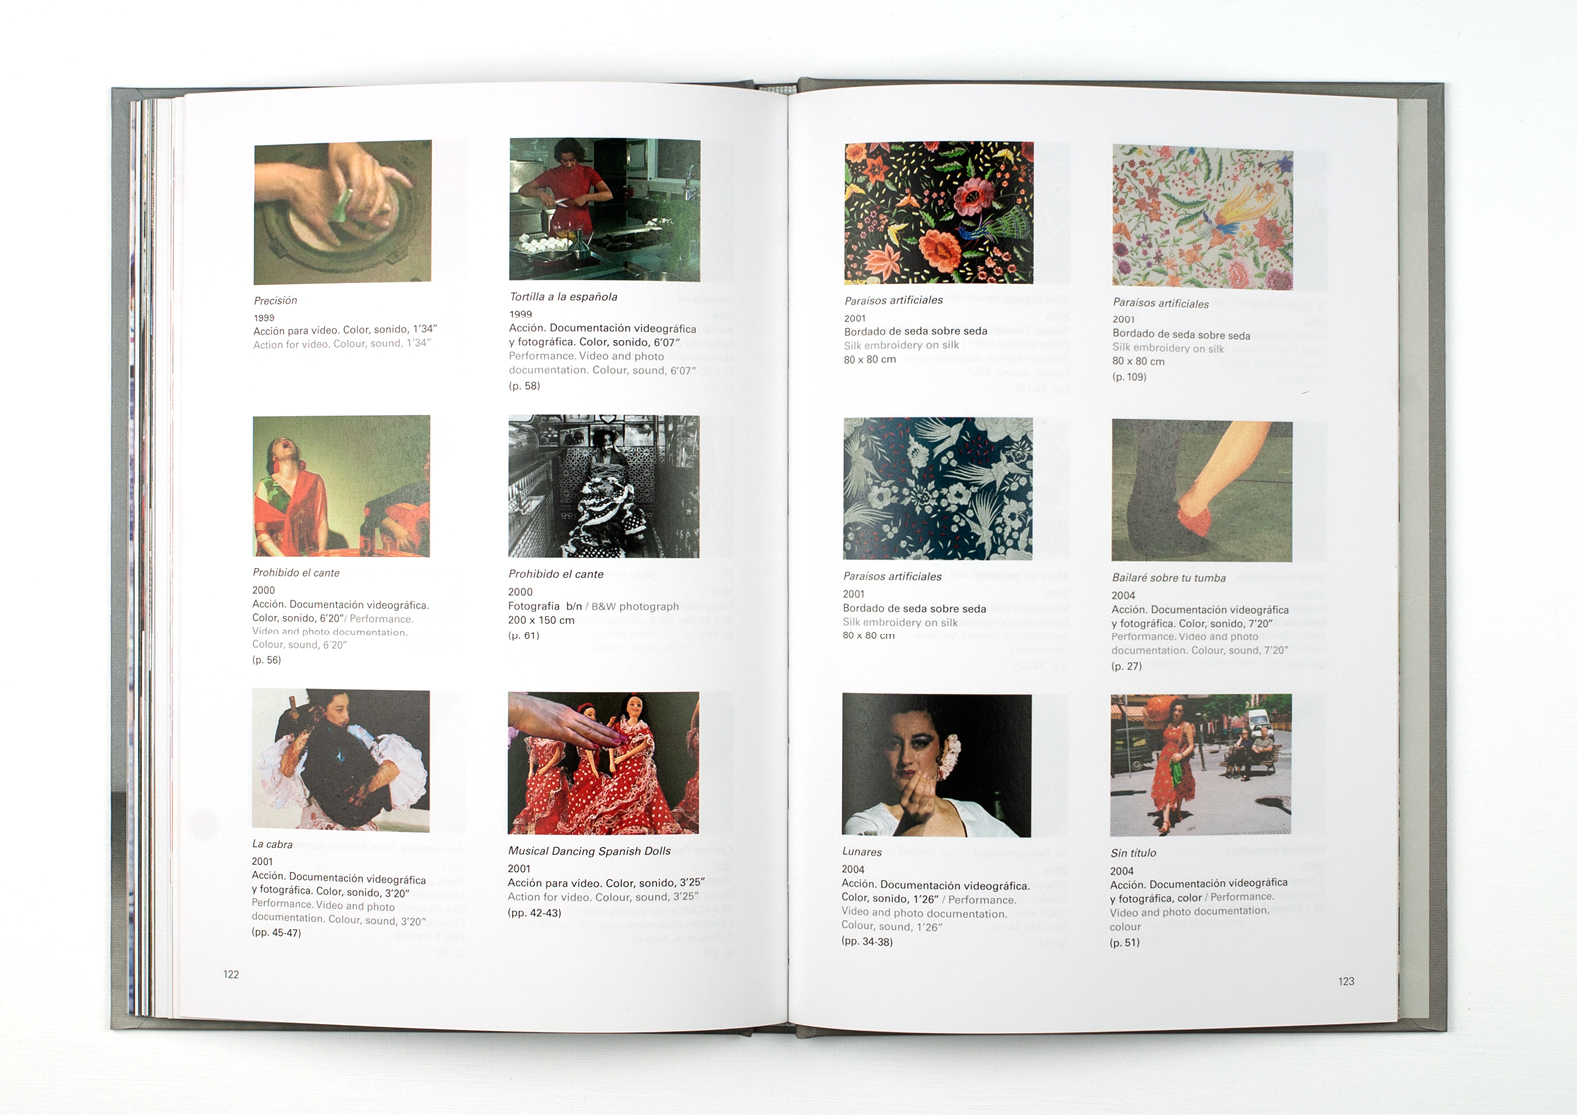 Precisión
1999
Acción para vídeo. Color, sonido, 1’34”
Action for video. Colour, sound, 1’34”
Tortilla a la española
1999
Acción. Documentación videográfica
y fotográfica. Color, sonido, 6’07”
Performance. Video and photo
documentation. Colour, sound, 6’07”
(p. 58)
Prohibido el cante
2000
Acción. Documentación videográfica.
Color, sonido, 6’20”/ Performance.
Video and photo documentation.
Colour, sound, 6’20”
(p. 56)
Prohibido el cante
2000
Fotografía b/n / B&W photograph
200 x 150 cm
(p. 61)
La cabra
2001
Acción. Documentación videográfica
y fotográfica. Color, sonido, 3’20”
Performance. Video and photo
documentation. Colour, sound, 3’20”
(pp. 45-47)
Musical Dancing Spanish Dolls
2001
Acción para vídeo. Color, sonido, 3’25”
Action for video. Colour, sound, 3’25”
(pp. 42-43)
122
Paraísos artificiales
2001
Bordado de seda sobre seda
Silk embroidery on silk
80 x 80 cm
Paraísos artificiales
2001
Bordado de seda sobre seda
Silk embroidery on silk
80 x 80 cm
(p. 109)
Paraísos artificiales
2001
Bordado de seda sobre seda
Silk embroidery on silk
80 x 80 cm
Bailaré sobre tu tumba
2004
Acción. Documentación videográfica
y fotográfica. Color, sonido, 7’20”
Performance. Video and photo
documentation. Colour, sound, 7’20”
(p. 27)
Lunares
2004
Acción. Documentación videográfica.
Color, sonido, 1’26” / Performance.
Video and photo documentation.
Colour, sound, 1’26”
(pp. 34-38)
Sin título
2004
Acción. Documentación videográfica
y fotográfica, color / Performance.
Video and photo documentation,
colour
(p. 51)
123